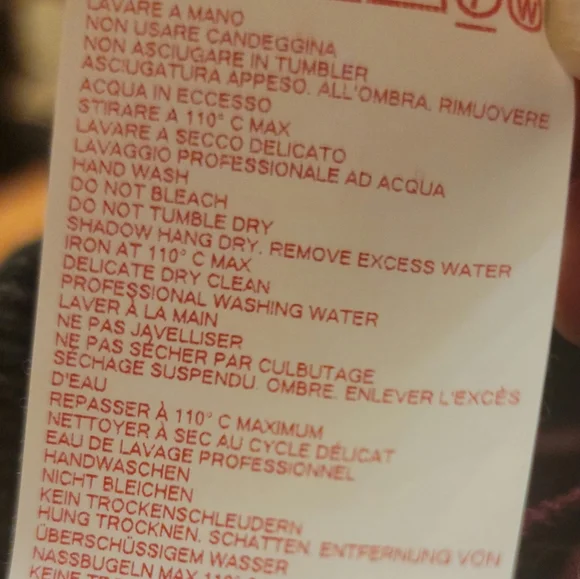 LAVARE A MANO
NON USARE CANDEGGINA
NON ASCIUGARE IN TUMBLER
ASCIUGATURA APPESO. ALL'OMBRA. RIMUOVERE
ACQUA IN ECCESSO
STIRARE A 110° C MAX
LAVARE A SECCO DELICATO
LAVAGGIO PROFESSIONALE AD ACQUA
HAND WASH
DO NOT BLEACH
DO NOT TUMBLE DRY
SHADOW HANG DRY. REMOVE EXCESS WATER
IRON AT 110° C MAX
DELICATE DRY CLEAN
PROFESSIONAL WASHING WATER
LAVER À LA MAIN
NE PAS JAVELLISER
NE PAS SÉCHER PAR CULBUTAGE
SÉCHAGE SUSPENDU. OMBRE. ENLEVER L'EXCÈS
D'EAU
REPASSER À 110° C MAXIMUM
NETTOYER À SEC AU CYCLE DÉLICAT
EAU DE LAVAGE PROFESSIONNEL
HANDWASCHEN
NICHT BLEICHEN
KEIN TROCKENSCHLEUDERN
HUNG TROCKNEN. SCHATTEN. ENTFERNUNG VON
ÜBERSCHÜSSIGEM WASSER
NASSBUGELN MAX 110° C
KEINE